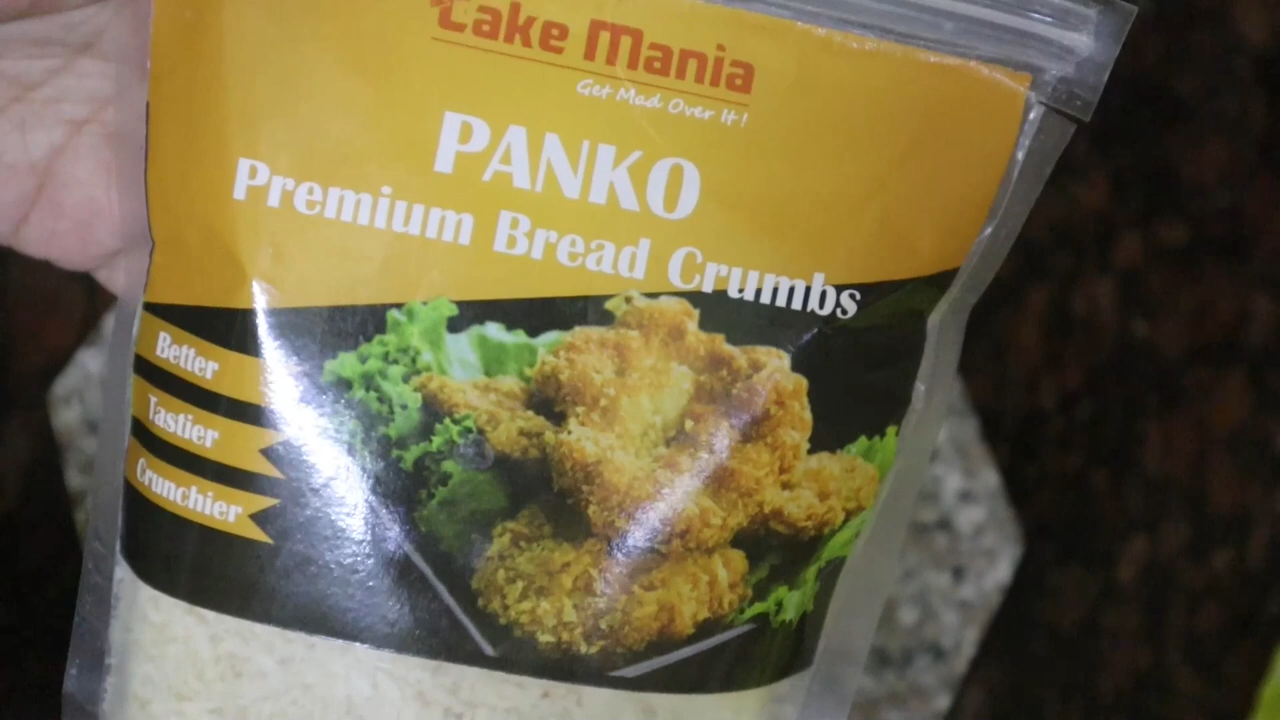 Cake Mania
Get Mad Over It!
PANKO
Premium Bread Crumbs
Better
Tastier
Crunchier